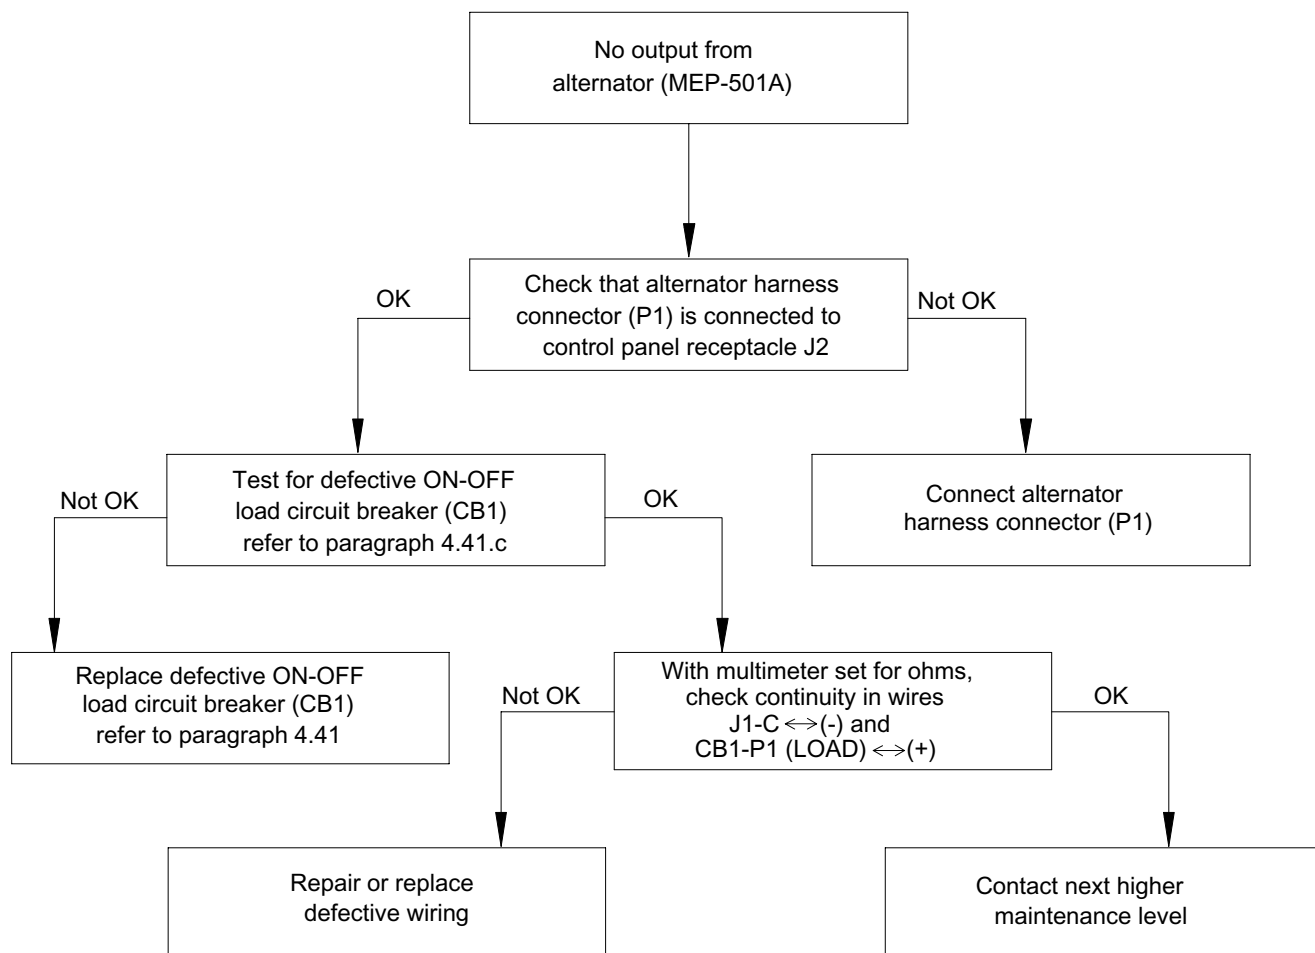 No output from
alternator (MEP-501A)
Check that alternator harness
connector (P1) is connected to
control panel receptacle J2
OK
Not OK
Test for defective ON-OFF
load circuit breaker (CB1)
refer to paragraph 4.41.c
Not OK
OK
Connect alternator
harness connector (P1)
Replace defective ON-OFF
load circuit breaker (CB1)
refer to paragraph 4.41
With multimeter set for ohms,
check continuity in wires
J1-C ↔ (-) and
CB1-P1 (LOAD) ↔ (+)
Not OK
OK
Repair or replace
defective wiring
Contact next higher
maintenance level